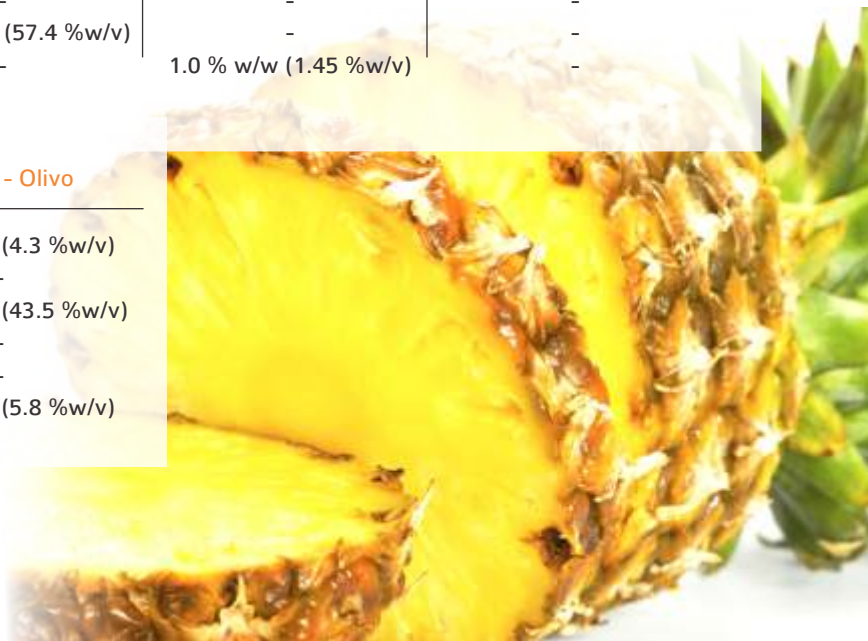 - - -
(57.4 %w/v) - -
- 1.0 % w/w (1.45 %w/v) -
- Olivo
(4.3 %w/v)
-
(43.5 %w/v)
-
-
(5.8 %w/v)